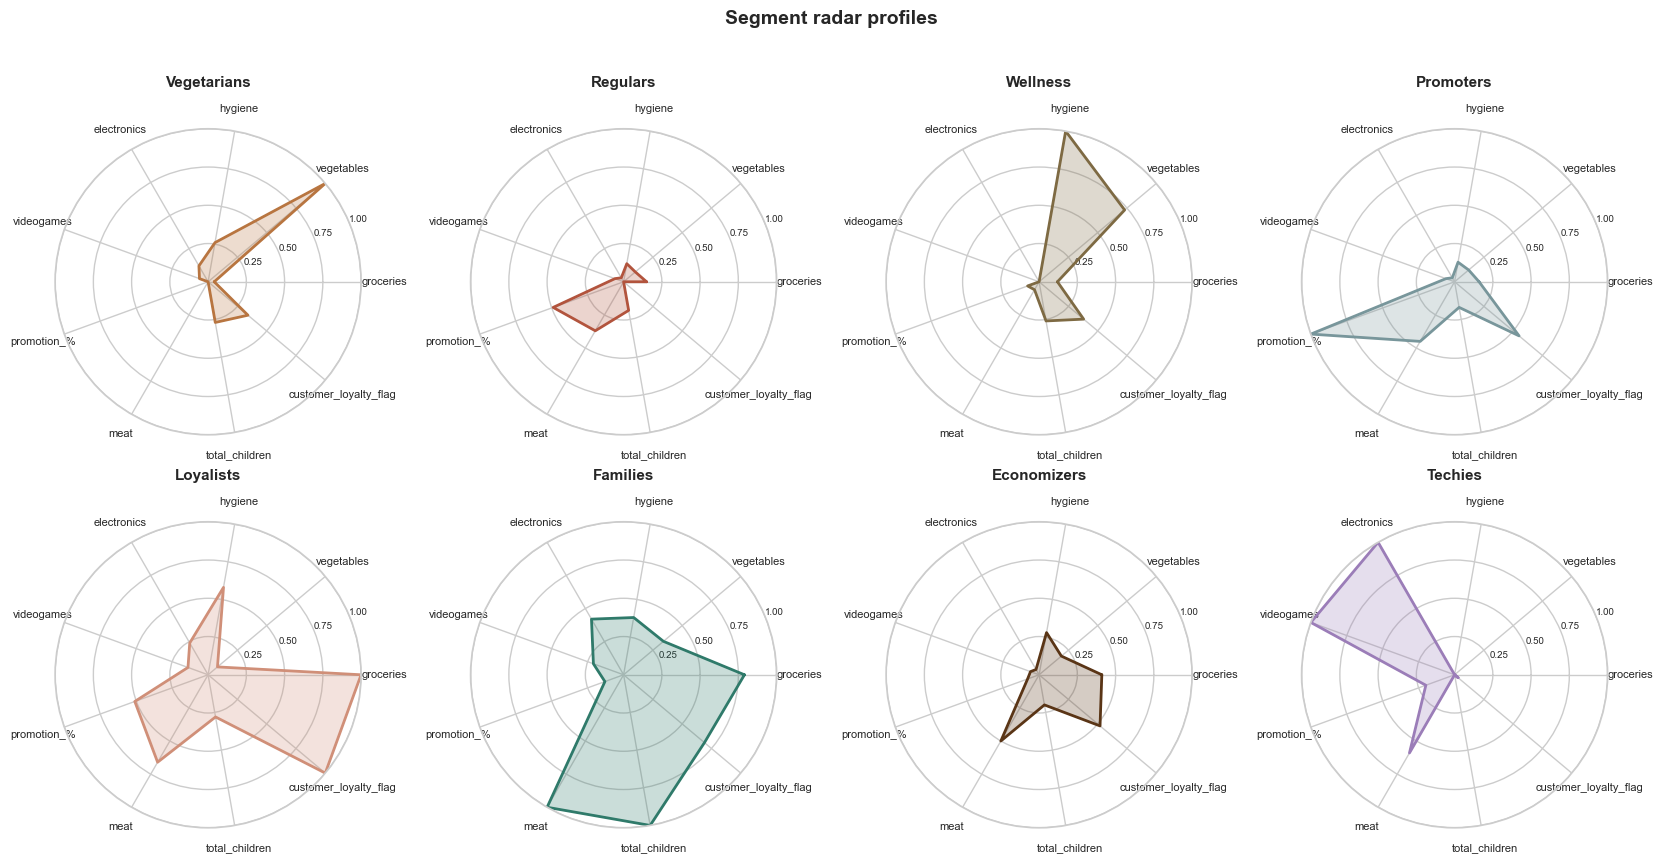 Segment radar profiles
Vegetarians
hygiene
electronics
vegetables
videogames
1.00
0.75
0.50
0.25
groceries
promotion_%
customer_loyalty_flag
meat
total_children
Regulars
hygiene
electronics
vegetables
videogames
1.00
0.75
0.50
0.25
groceries
promotion_%
customer_loyalty_flag
meat
total_children
Wellness
hygiene
electronics
vegetables
videogames
1.00
0.75
0.50
0.25
groceries
promotion_%
customer_loyalty_flag
meat
total_children
Promoters
hygiene
electronics
vegetables
videogames
1.00
0.75
0.50
0.25
groceries
promotion_%
customer_loyalty_flag
meat
total_children
Loyalists
hygiene
electronics
vegetables
videogames
1.00
0.75
0.50
0.25
groceries
promotion_%
customer_loyalty_flag
meat
total_children
Families
hygiene
electronics
vegetables
videogames
1.00
0.75
0.50
0.25
groceries
promotion_%
customer_loyalty_flag
meat
total_children
Economizers
hygiene
electronics
vegetables
videogames
1.00
0.75
0.50
0.25
groceries
promotion_%
customer_loyalty_flag
meat
total_children
Techies
hygiene
electronics
vegetables
videogames
1.00
0.75
0.50
0.25
groceries
promotion_%
customer_loyalty_flag
meat
total_children